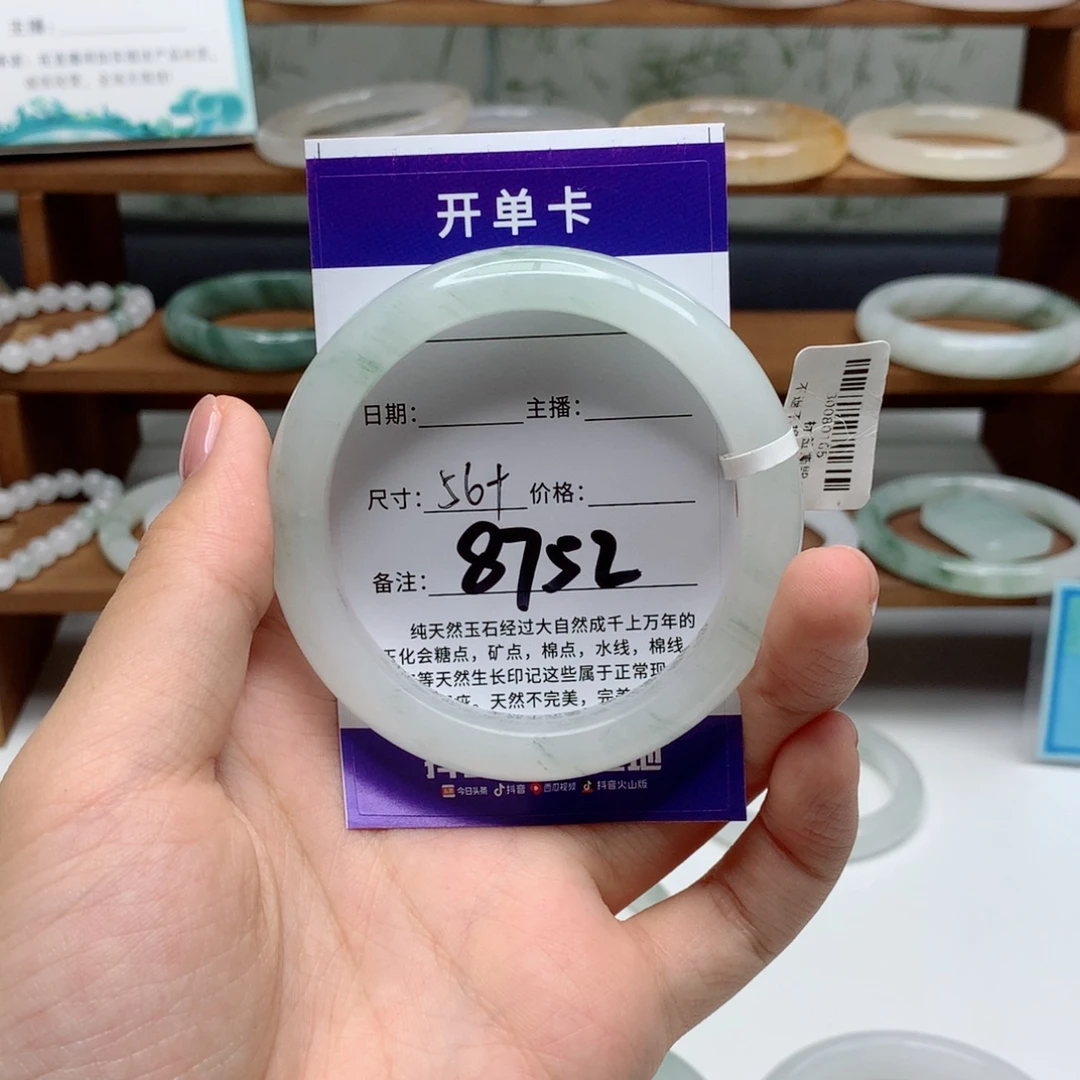 主播:
开单卡
日期: 主播:
尺寸: 56+ 价格:
备注: 8752
纯天然玉石经过大自然成千上万年的
化会糖点，矿点，棉点，水线，棉线
等天然生长印记这些属于正常现
天然不完美，完美
今日头条 抖音 西瓜视频 抖音火山版
30080165